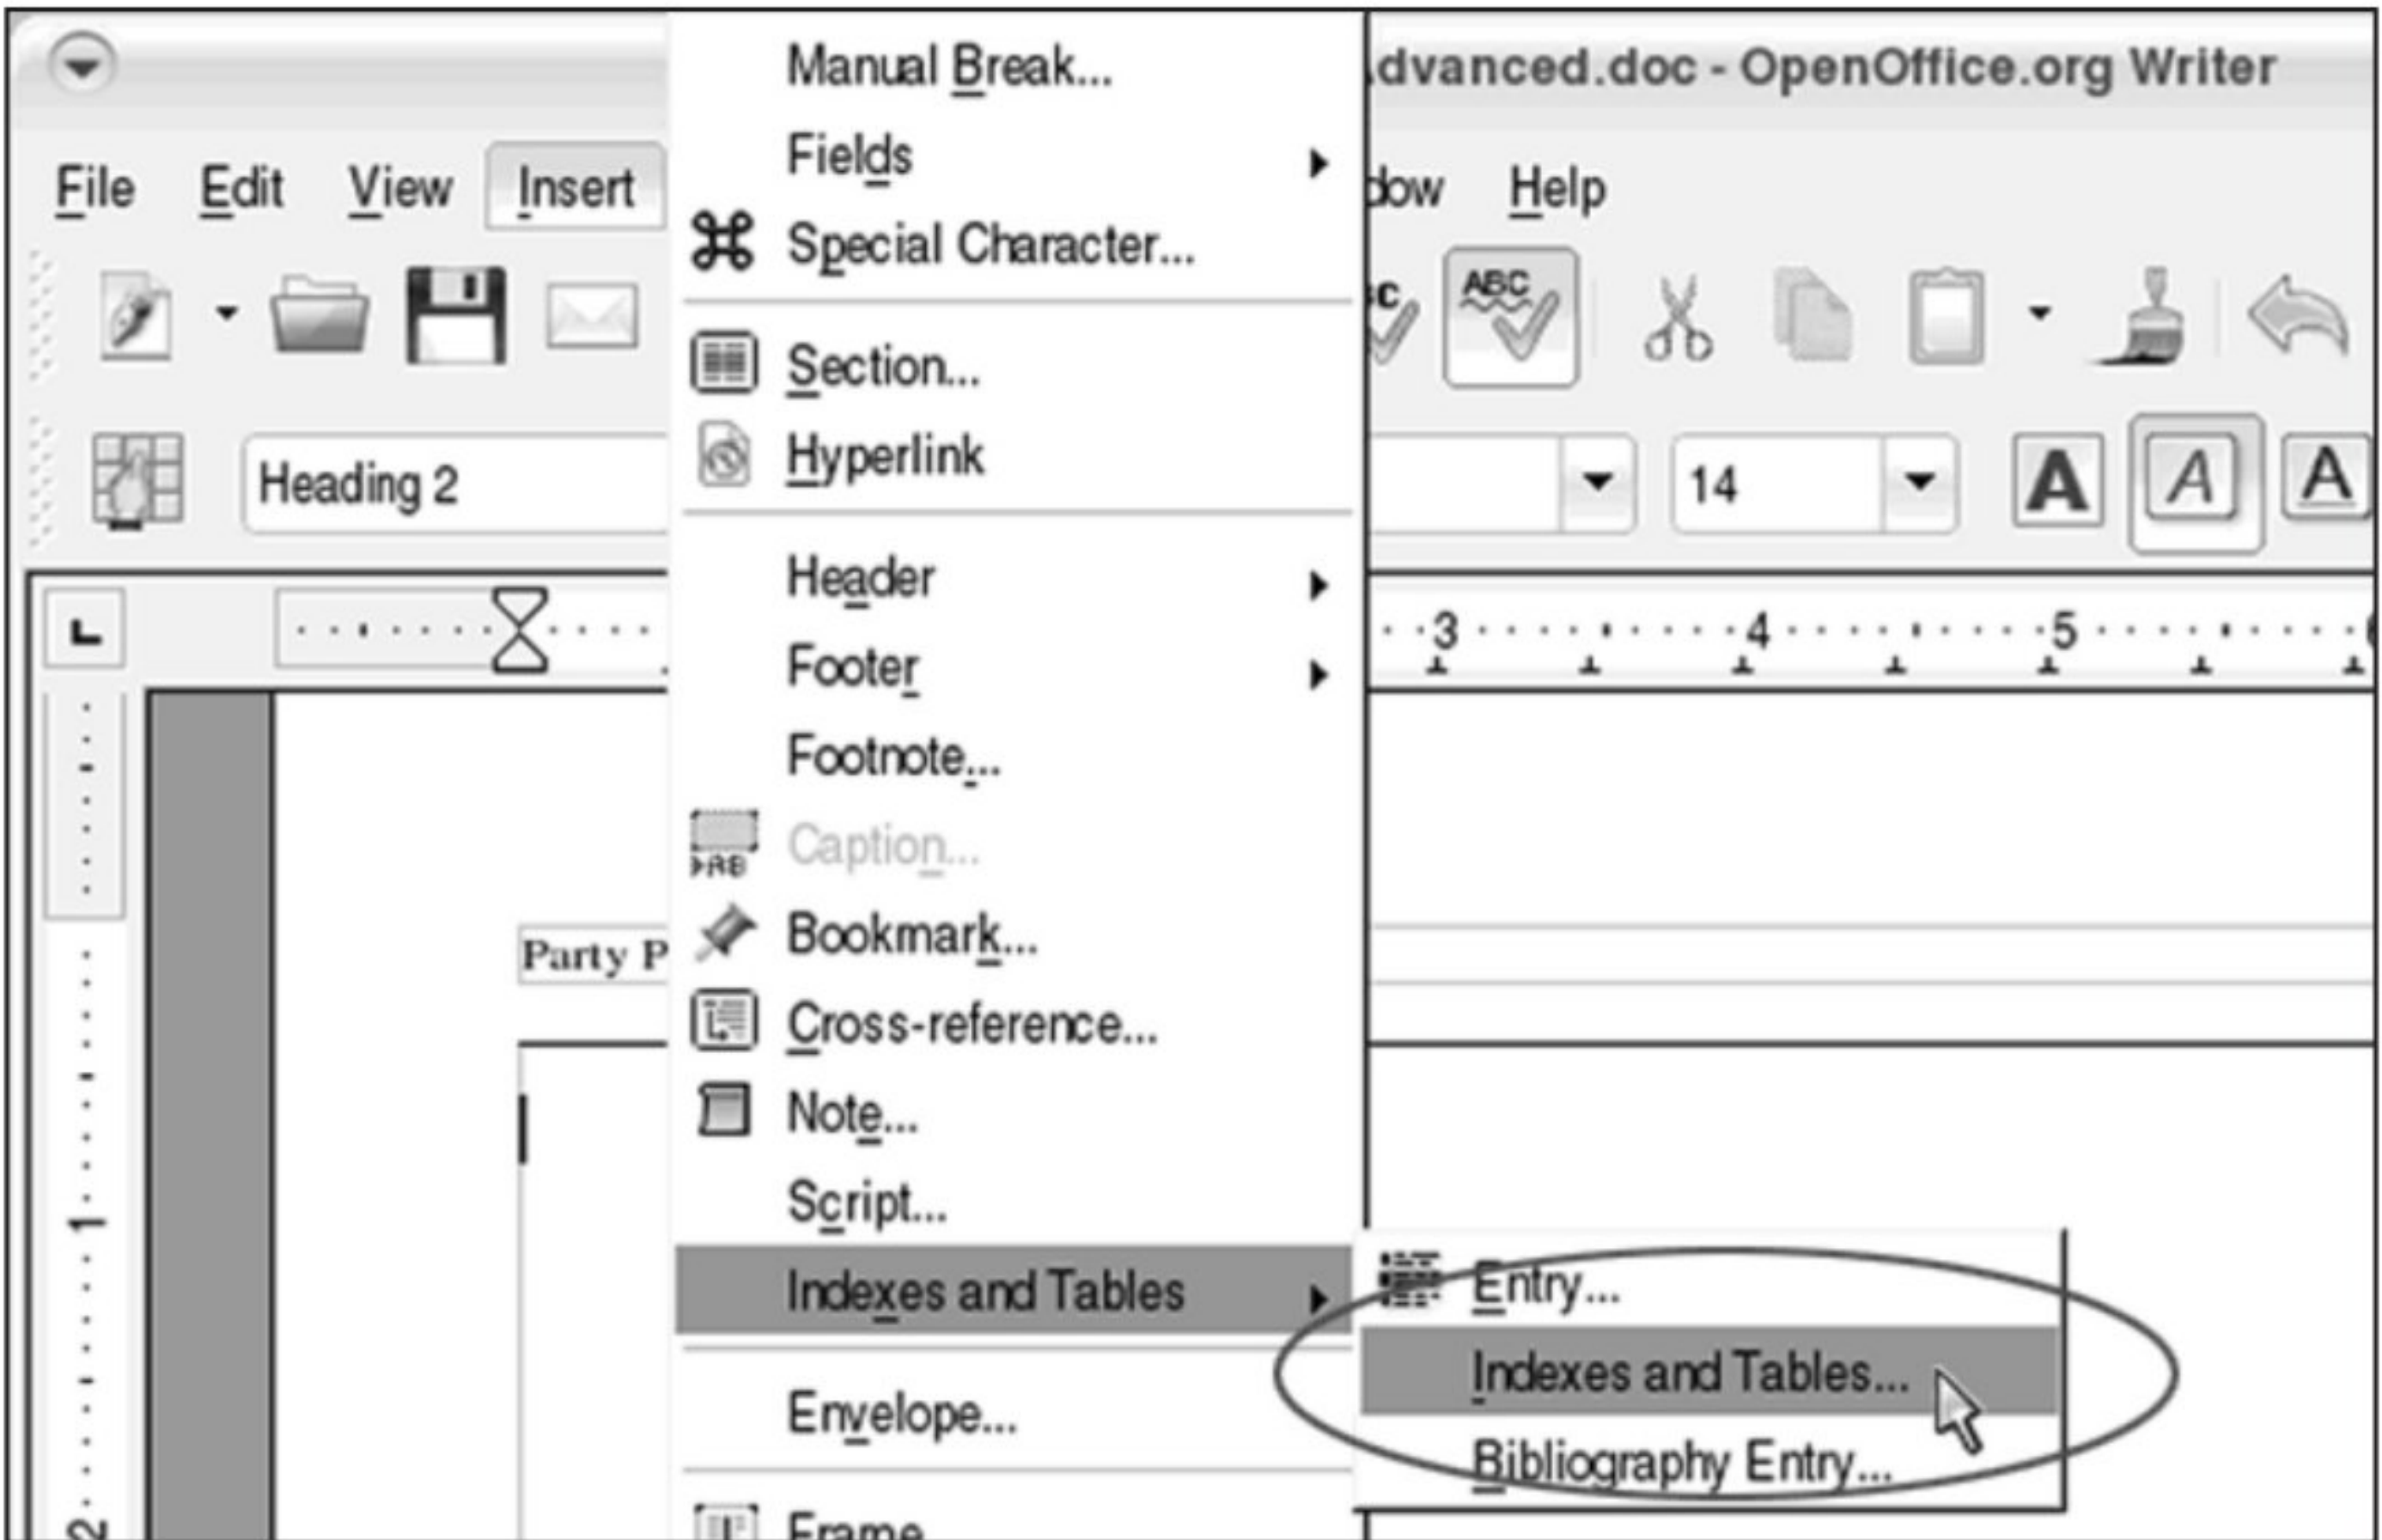 Advanced.doc - OpenOffice.org Writer
File Edit View Insert Help
Manual Break...
Fields
Special Character...
Section...
Hyperlink
Header
Footer
Footnote...
Caption...
Bookmark...
Cross-reference...
Note...
Script...
Indexes and Tables
Envelope...
Frame
Entry...
Indexes and Tables...
Bibliography Entry...
ABC
Heading 2
14
3 4 5
Party P
1
2